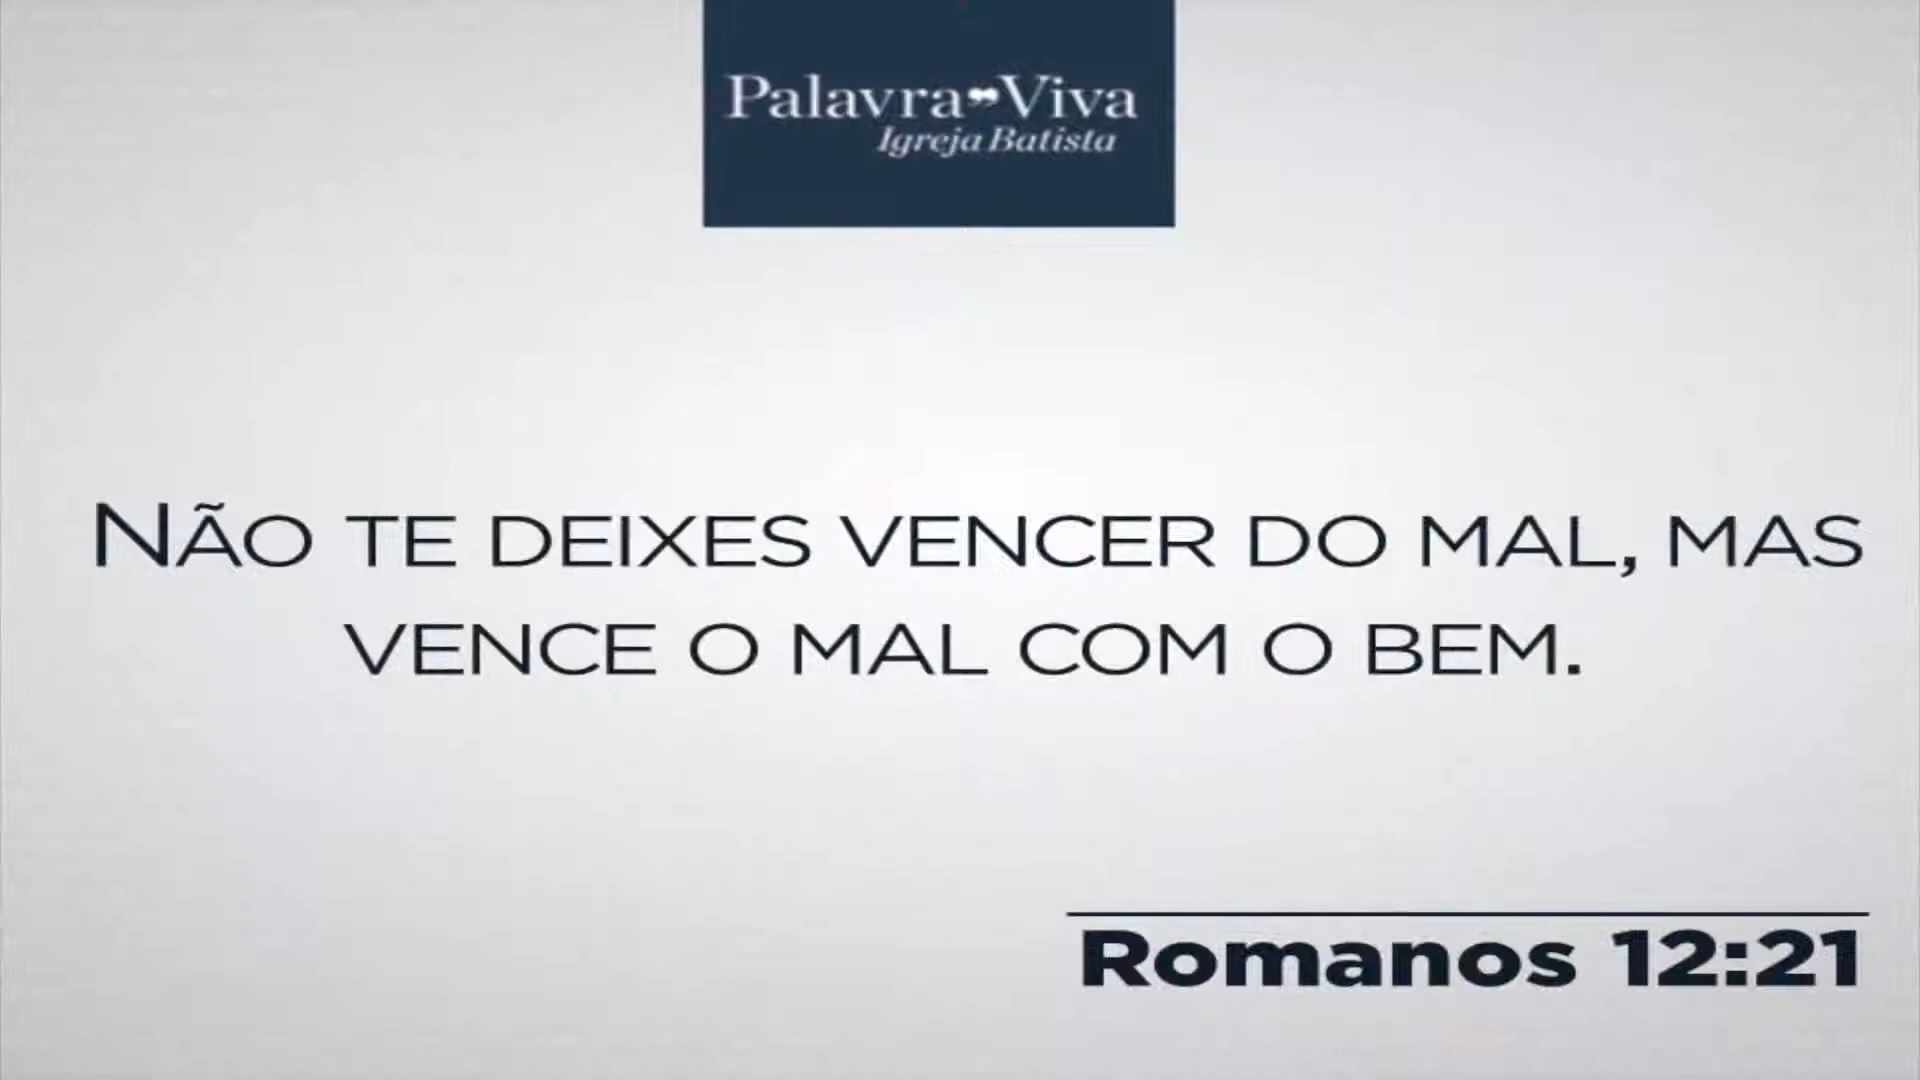 Palavra Viva
Igreja Batista
NÃO TE DEIXES VENCER DO MAL, MAS
VENCE O MAL COM O BEM.
Romanos 12:21